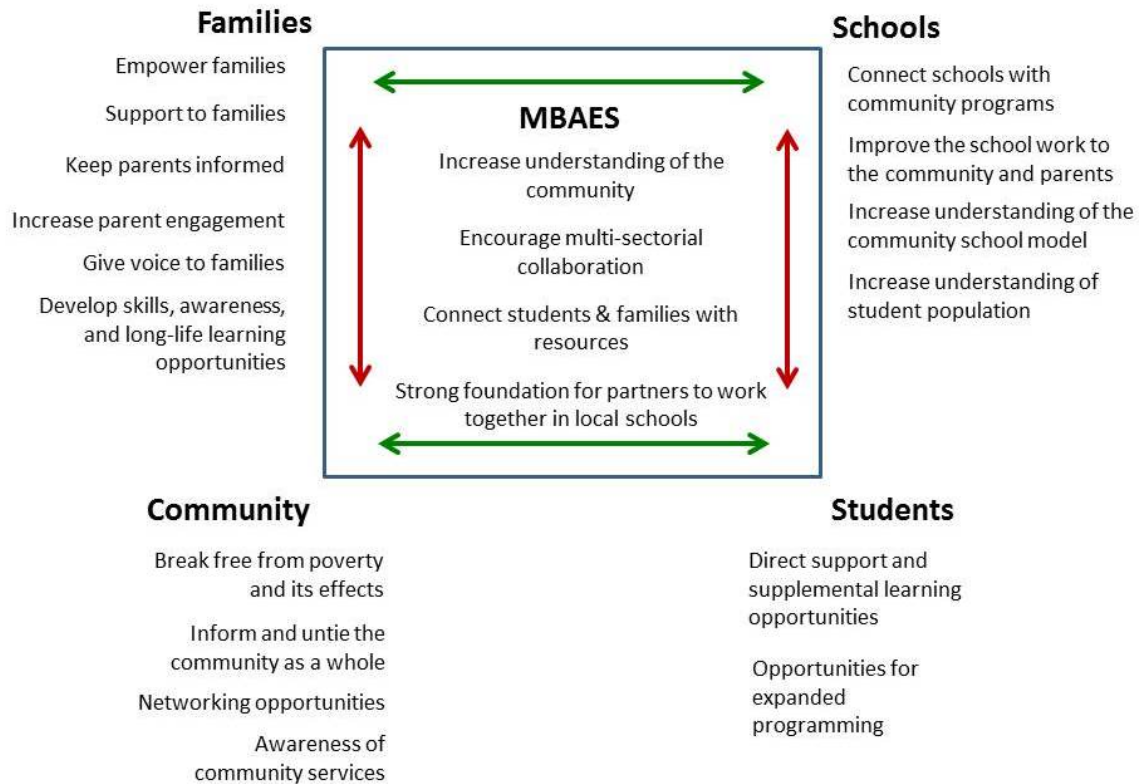 Families
Empower families
Support to families
Keep parents informed
Increase parent engagement
Give voice to families
Develop skills, awareness,
and long-life learning
opportunities
MBAES
Increase understanding of the
community
Encourage multi-sectorial
collaboration
Connect students & families with
resources
Strong foundation for partners to work
together in local schools
Schools
Connect schools with
community programs
Improve the school work to
the community and parents
Increase understanding of the
community school model
Increase understanding of
student population
Community
Break free from poverty
and its effects
Inform and untie the
community as a whole
Networking opportunities
Awareness of
community services
Students
Direct support and
supplemental learning
opportunities
Opportunities for
expanded
programming